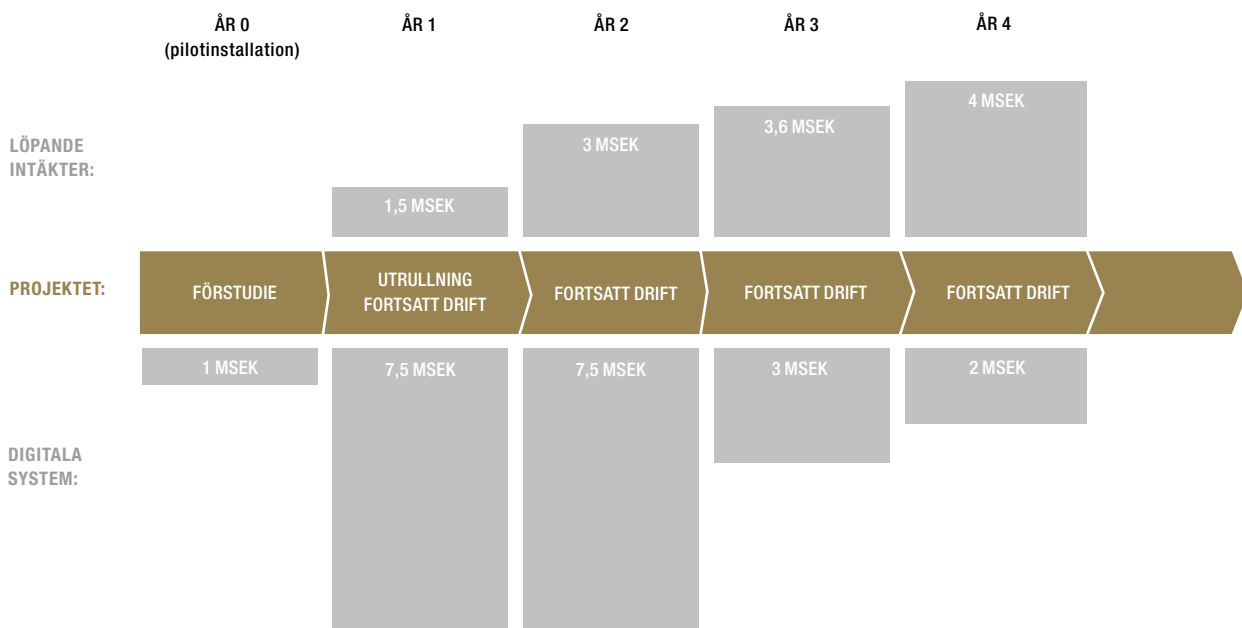 ÅR 0
(pilotinstallation)
ÅR 1
ÅR 2
ÅR 3
ÅR 4
LÖPANDE
INTÄKTER:
1,5 MSEK
3 MSEK
3,6 MSEK
4 MSEK
PROJEKTET:
FÖRSTUDIE
UTRULLNING
FORTSATT DRIFT
FORTSATT DRIFT
FORTSATT DRIFT
FORTSATT DRIFT
DIGITALA
SYSTEM:
1 MSEK
7,5 MSEK
7,5 MSEK
3 MSEK
2 MSEK